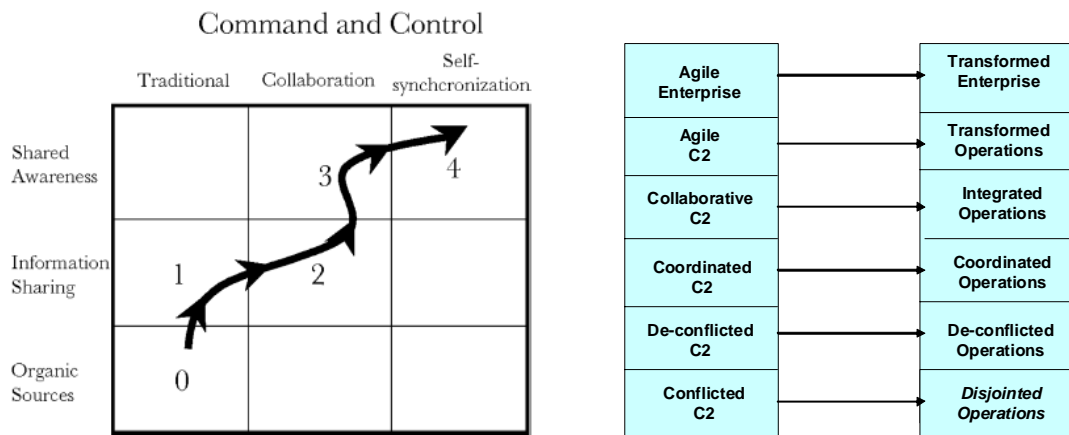 Command and Control
Traditional
Collaboration
Self-
synchcronization
Shared
Awareness
3
4
Information
Sharing
1
2
Organic
Sources
0
Agile
Enterprise
Transformed
Enterprise
Agile
C2
Transformed
Operations
Collaborative
C2
Integrated
Operations
Coordinated
C2
Coordinated
Operations
De-conflicted
C2
De-conflicted
Operations
Conflicted
C2
Disjointed
Operations